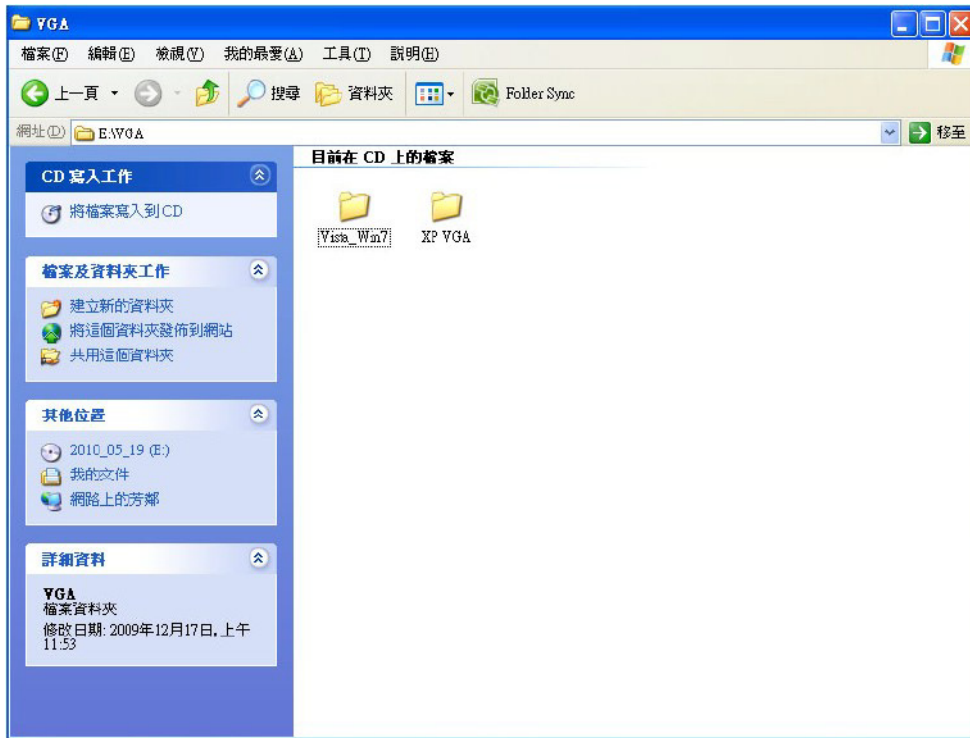 VGA
檔案(F) 編輯(E) 檢視(V) 我的最愛(A) 工具(T) 說明(H)
上一頁 搜尋 資料夾 Folder Sync
網址(D) E:\VGA 移至
CD 寫入工作
將檔案寫入到 CD
檔案及資料夾工作
建立新的資料夾
將這個資料夾發佈到網站
共用這個資料夾
其他位置
2010_05_19 (E:)
我的文件
網路上的芳鄰
詳細資料
VGA
檔案資料夾
修改日期: 2009年12月17日, 上午
11:53
目前在 CD 上的檔案
Vista_Win7 XP VGA